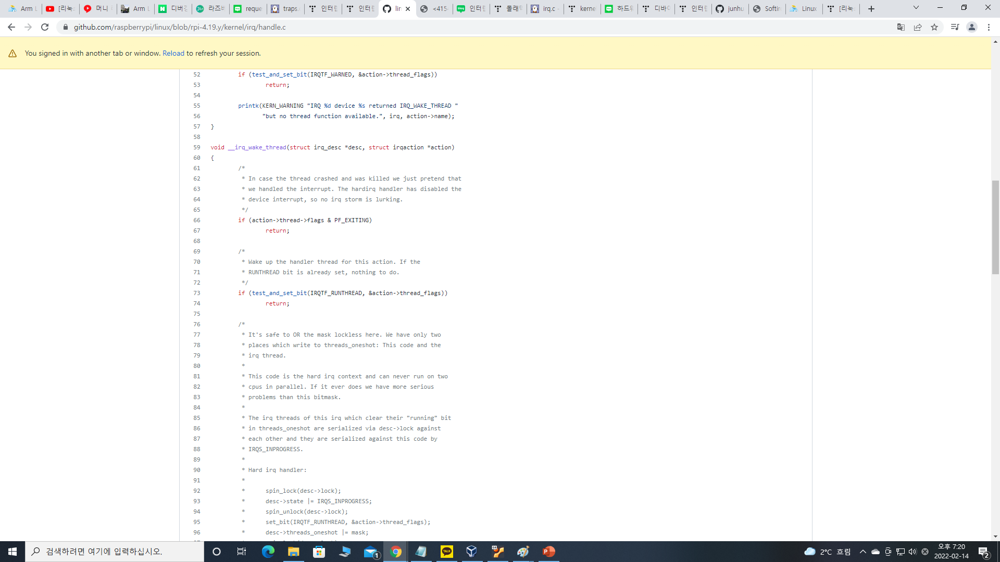 Arm L
[리눅
머니
Arm L
디버깅
라즈비
reque
traps.
인터럽
인터럽
lin
<415
인터럽
몰래
irq.c -
kerne
하드
디바이
인터럽
junhu
Softir
Linux
[리눅
github.com/raspberrypi/linux/blob/rpi-4.19.y/kernel/irq/handle.c
You signed in with another tab or window. Reload to refresh your session.
52 if (test_and_set_bit(IRQTF_WARNED, &action->thread_flags))
53 return;
54
55 printk(KERN_WARNING "IRQ %d device %s returned IRQ_WAKE_THREAD "
56 "but no thread function available.", irq, action->name);
57 }
58
59 void __irq_wake_thread(struct irq_desc *desc, struct irqaction *action)
60 {
61 /*
62 * In case the thread crashed and was killed we just pretend that
63 * we handled the interrupt. The hardirq handler has disabled the
64 * device interrupt, so no irq storm is lurking.
65 */
66 if (action->thread->flags & PF_EXITING)
67 return;
68
69 /*
70 * Wake up the handler thread for this action. If the
71 * RUNTHREAD bit is already set, nothing to do.
72 */
73 if (test_and_set_bit(IRQTF_RUNTHREAD, &action->thread_flags))
74 return;
75
76 /*
77 * It's safe to OR the mask lockless here. We have only two
78 * places which write to threads_oneshot: This code and the
79 * irq thread.
80 *
81 * This code is the hard irq context and can never run on two
82 * cpus in parallel. If it ever does we have more serious
83 * problems than this bitmask.
84 *
85 * The irq threads of this irq which clear their "running" bit
86 * in threads_oneshot are serialized via desc->lock against
87 * each other and they are serialized against this code by
88 * IRQS_INPROGRESS.
89 *
90 * Hard irq handler:
91 *
92 * spin_lock(desc->lock);
93 * desc->state |= IRQS_INPROGRESS;
94 * spin_unlock(desc->lock);
95 * set_bit(IRQTF_RUNTHREAD, &action->thread_flags);
96 * desc->threads_oneshot |= mask;
검색하려면 여기에 입력하십시오.
1
TALK
64
2°C 흐림
오후 7:20
2022-02-14
2